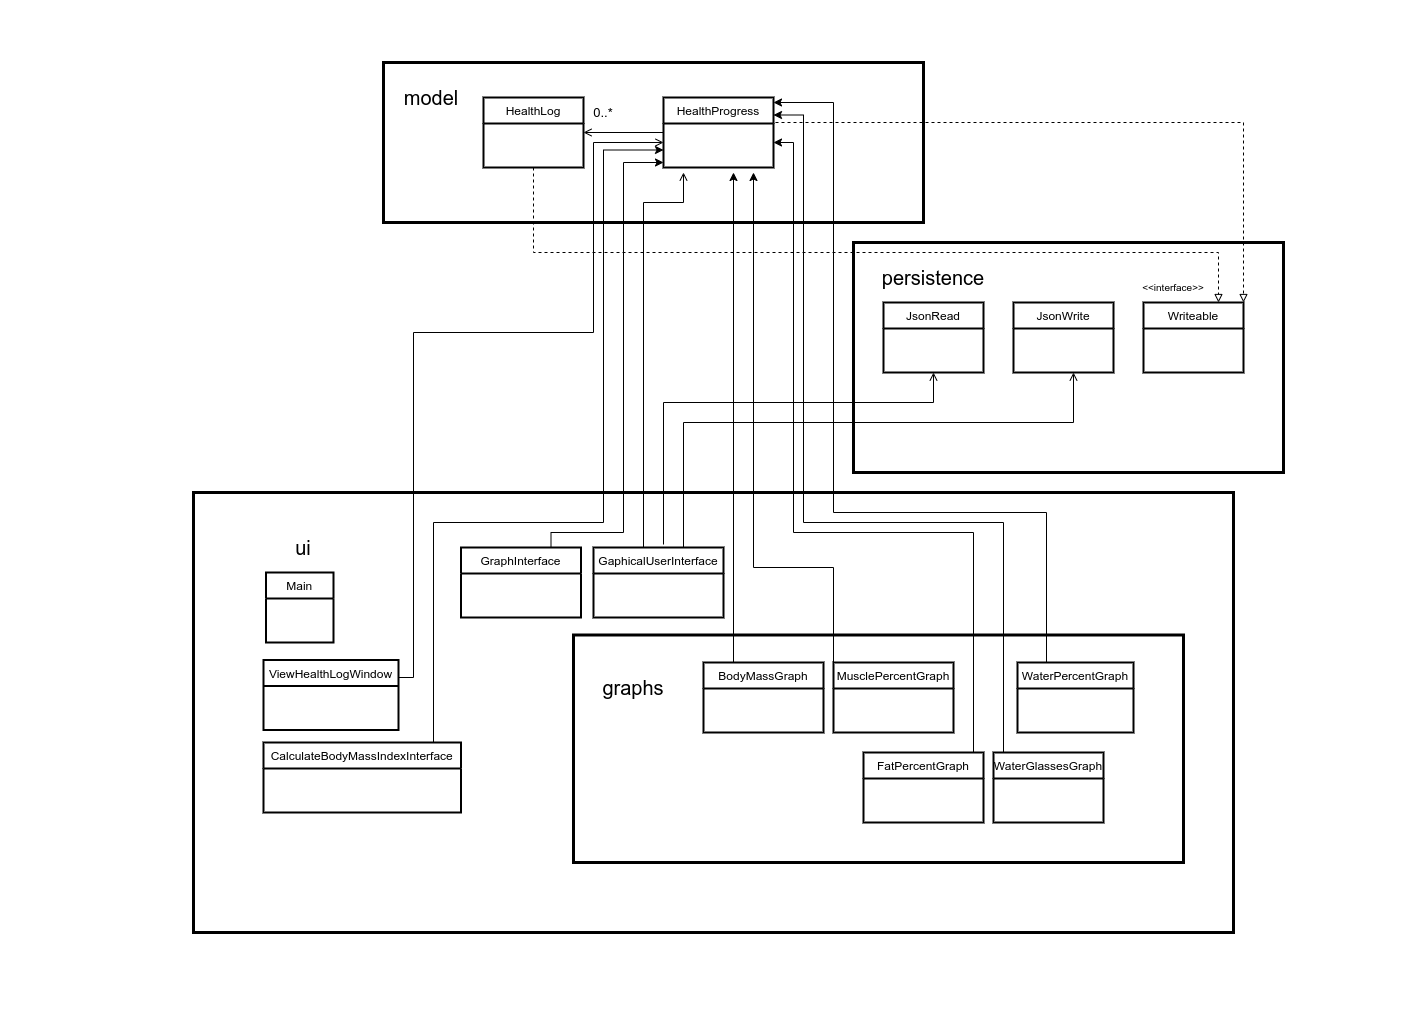 model
HealthLog
0..*
HealthProgress
persistence
<<interface>>
JsonRead
JsonWrite
Writeable
ui
Main
GraphInterface
GaphicalUserInterface
ViewHealthLogWindow
CalculateBodyMassIndexInterface
graphs
BodyMassGraph
MusclePercentGraph
WaterPercentGraph
FatPercentGraph
WaterGlassesGraph